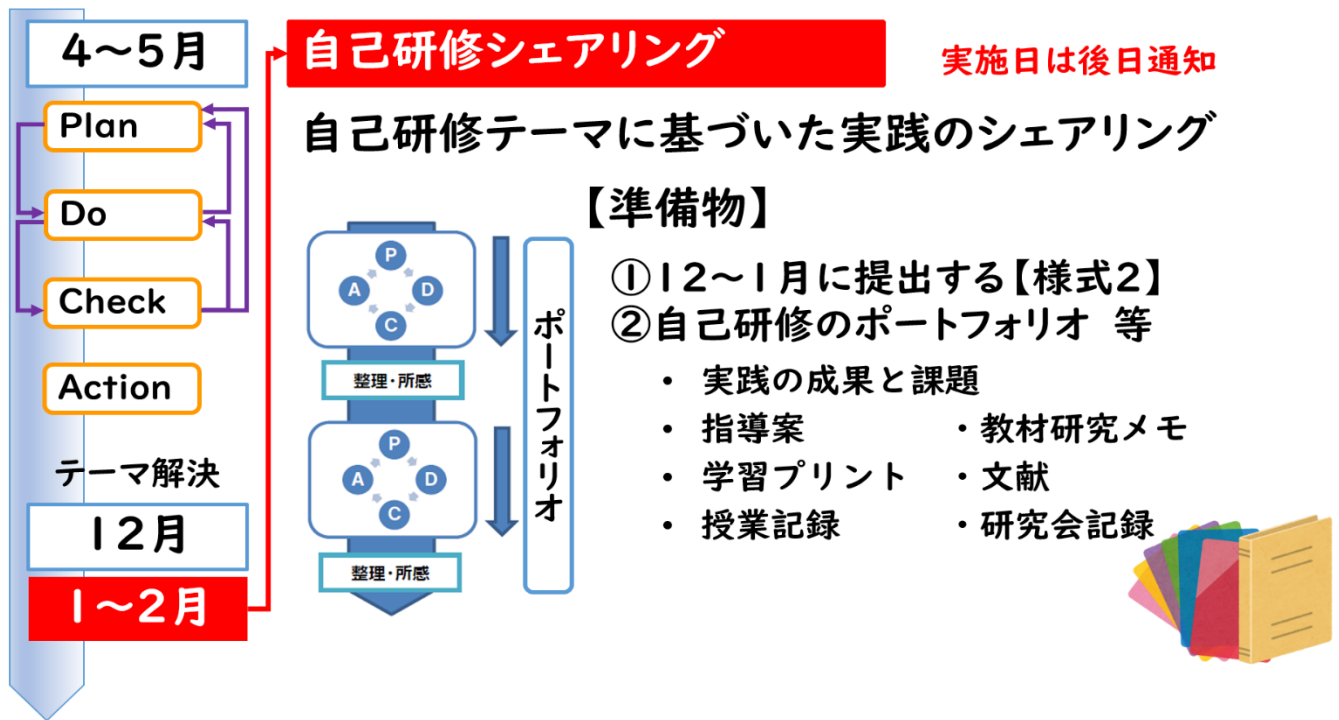 4～5月
Plan
Do
Check
Action
テーマ解決
12月
1～2月
自己研修シェアリング
実施日は後日通知
自己研修テーマに基づいた実践のシェアリング
【準備物】
①12～1月に提出する【様式2】
②自己研修のポートフォリオ 等
・ 実践の成果と課題
・ 指導案 ・教材研究メモ
・ 学習プリント ・文献
・ 授業記録 ・研究会記録
P
A D
C
整理・所感
P
A D
C
整理・所感
ポートフォリオ